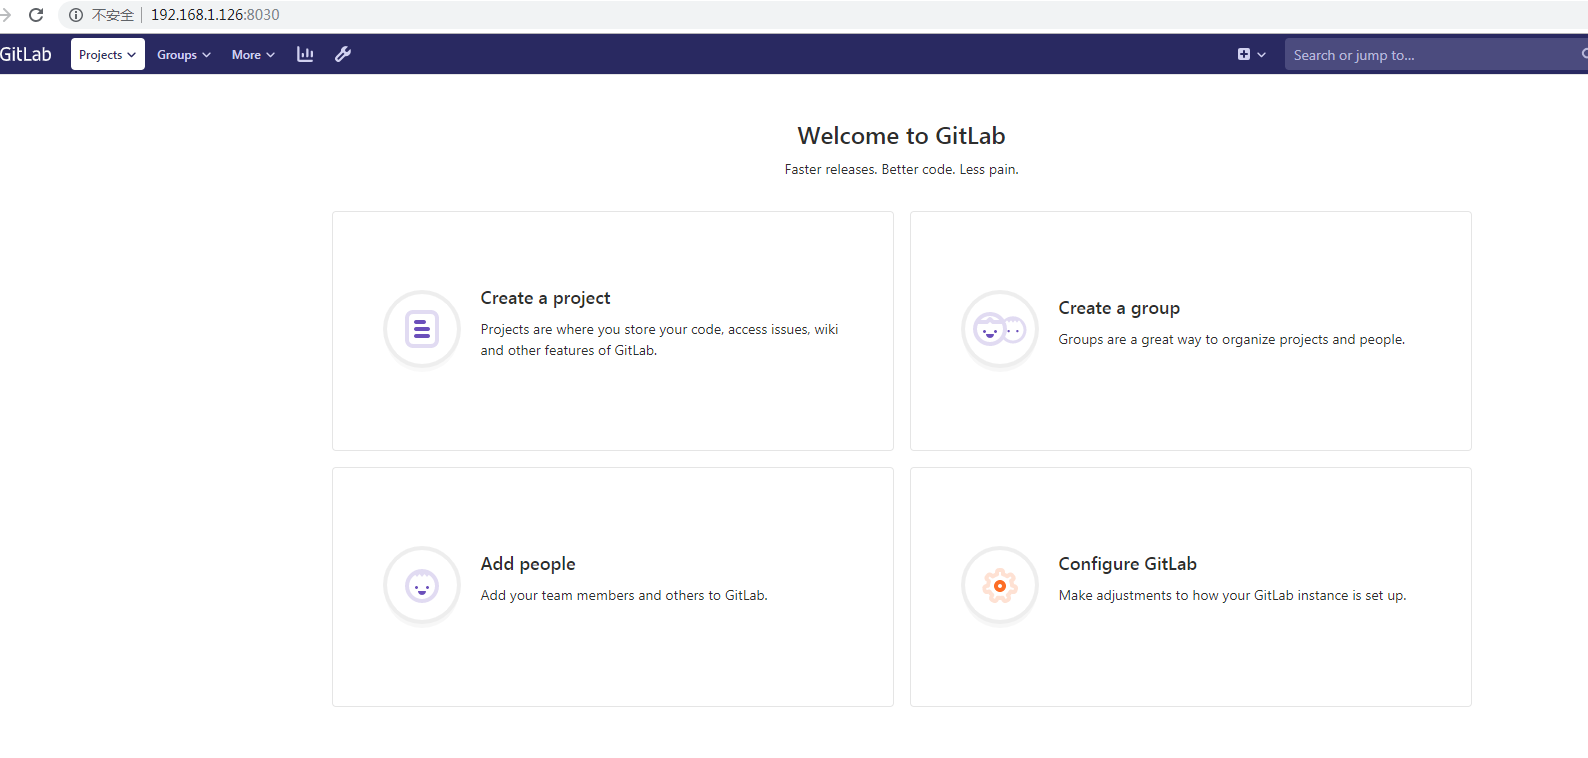 不安全 192.168.1.126:8030
GitLab Projects Groups More Search or jump to...
Welcome to GitLab
Faster releases. Better code. Less pain.
Create a project
Projects are where you store your code, access issues, wiki
and other features of GitLab.
Create a group
Groups are a great way to organize projects and people.
Add people
Add your team members and others to GitLab.
Configure GitLab
Make adjustments to how your GitLab instance is set up.